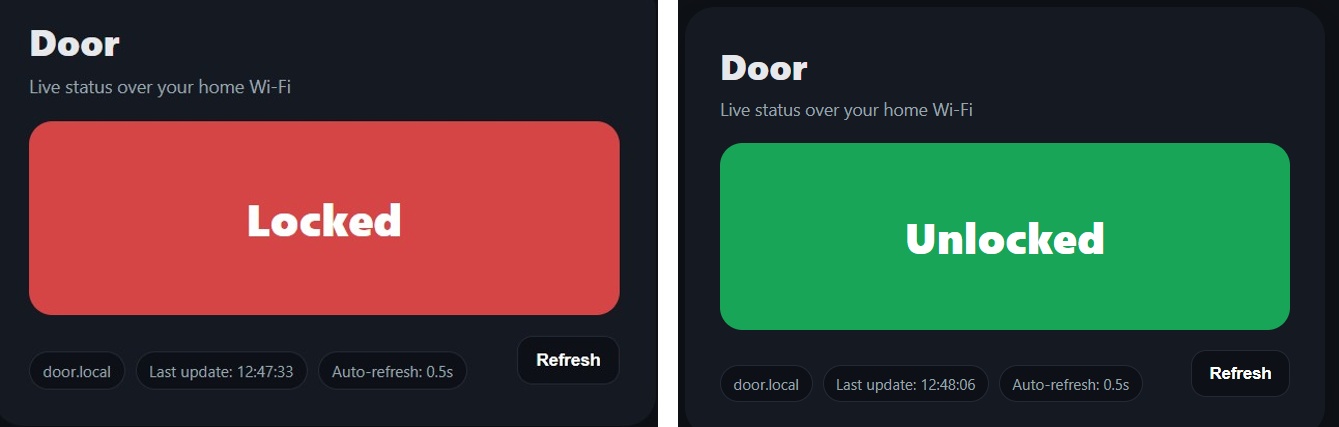 Door
Live status over your home Wi-Fi
Locked
door.local
Last update: 12:47:33
Auto-refresh: 0.5s
Refresh
Door
Live status over your home Wi-Fi
Unlocked
door.local
Last update: 12:48:06
Auto-refresh: 0.5s
Refresh